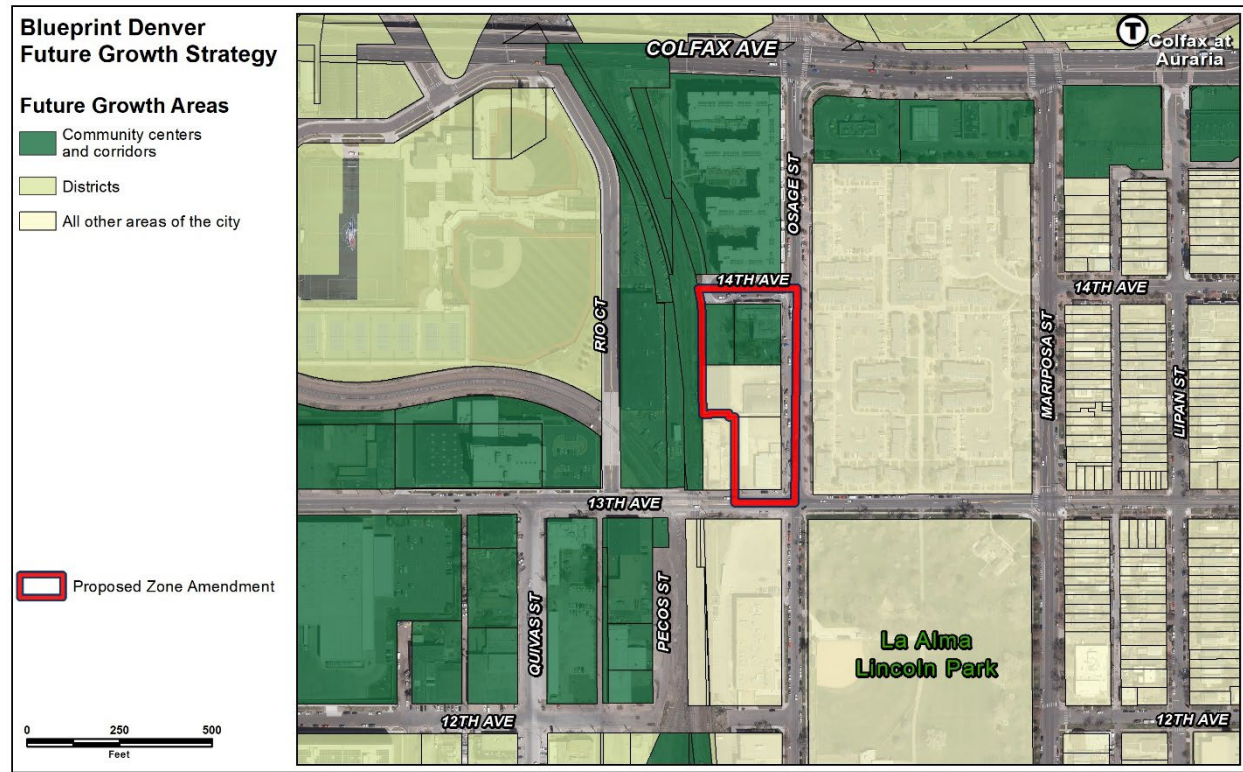 Blueprint Denver
Future Growth Strategy
Future Growth Areas
Community centers
and corridors
Districts
All other areas of the city
Proposed Zone Amendment
0 250 500
Feet
COLFAX AVE
T
Colfax at
Auraria
OSAGE ST
14TH AVE
14TH AVE
RIO CT
MARIPOSA ST
LIPAN ST
13TH AVE
QUIVAS ST
PECOS ST
La Alma
Lincoln Park
12TH AVE
12TH AVE